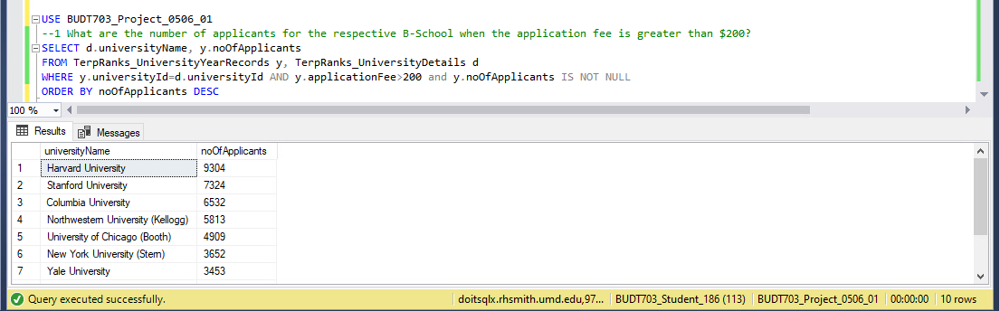 USE BUDT703_Project_0506_01
--1 What are the number of applicants for the respective B-School when the application fee is greater than $200?
SELECT d.universityName, y.noOfApplicants
FROM TerpRanks_UniversityYearRecords y, TerpRanks_UniversityDetails d
WHERE y.universityId=d.universityId AND y.applicationFee>200 and y.noOfApplicants IS NOT NULL
ORDER BY noOfApplicants DESC
100 %
Results Messages
universityName noOfApplicants
1 Harvard University 9304
2 Stanford University 7324
3 Columbia University 6532
4 Northwestern University (Kellogg) 5813
5 University of Chicago (Booth) 4909
6 New York University (Stern) 3652
7 Yale University 3453
Query executed successfully. doitsqlx.rhsmith.umd.edu,97... BUDT703_Student_186 (113) BUDT703_Project_0506_01 00:00:00 10 rows